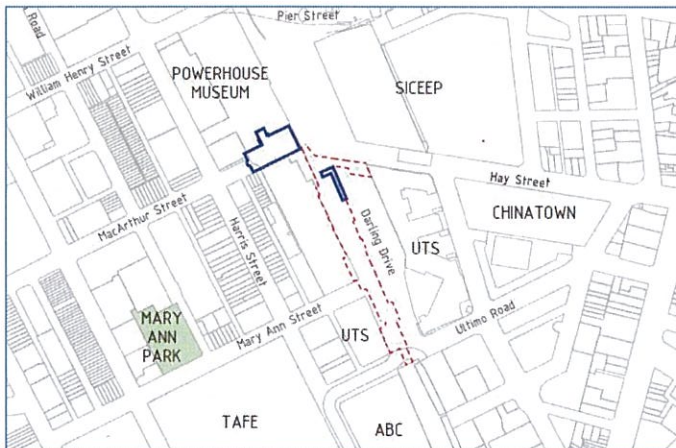 Pier Street
Road
William Henry Street
POWERHOUSE
MUSEUM
SICEEP
Hay Street
CHINATOWN
MacArthur Street
Harris Street
Darling Drive
UTS
MARY
ANN
PARK
Mary Ann Street
UTS
Ultimo Road
TAFE
ABC